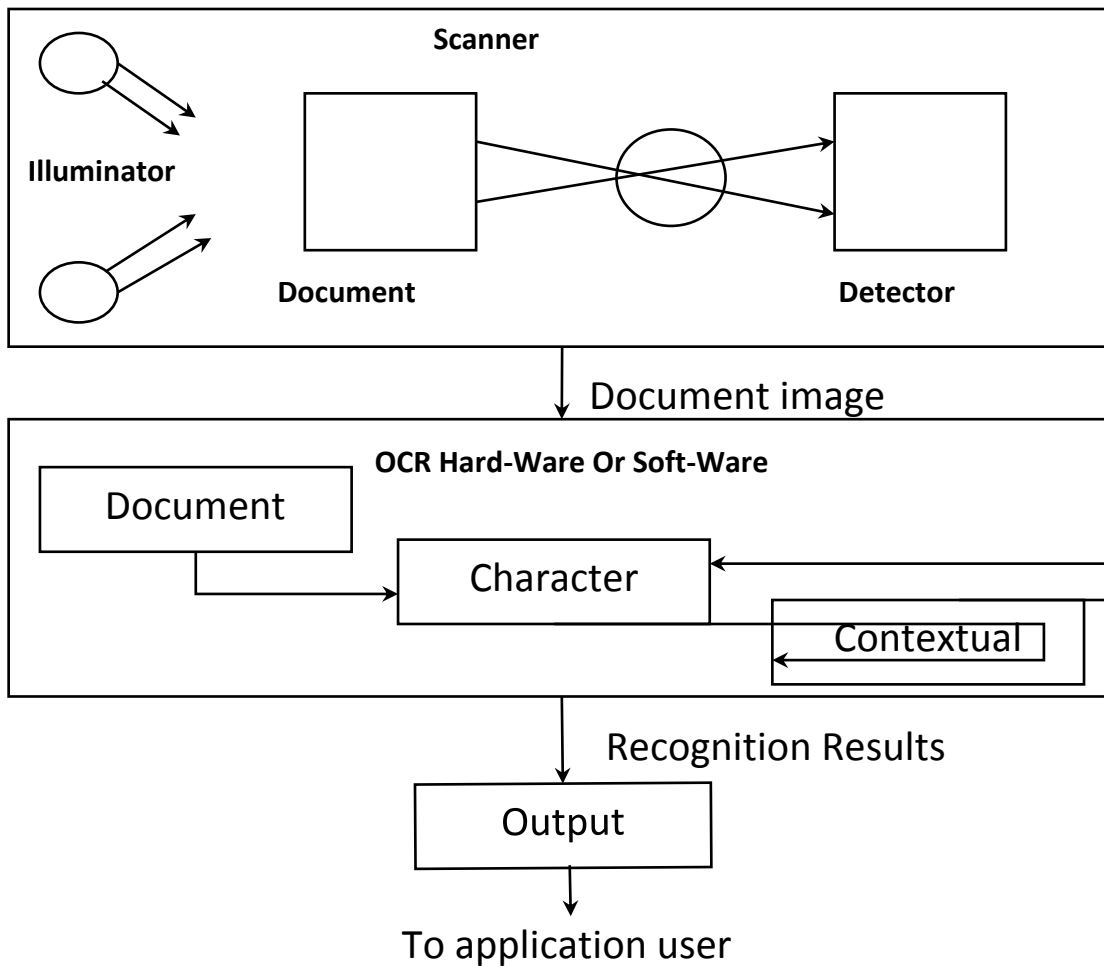 Scanner
Illuminator
Document
Detector
Document image
OCR Hard-Ware Or Soft-Ware
Document
Character
Contextual
Recognition Results
Output
To application user